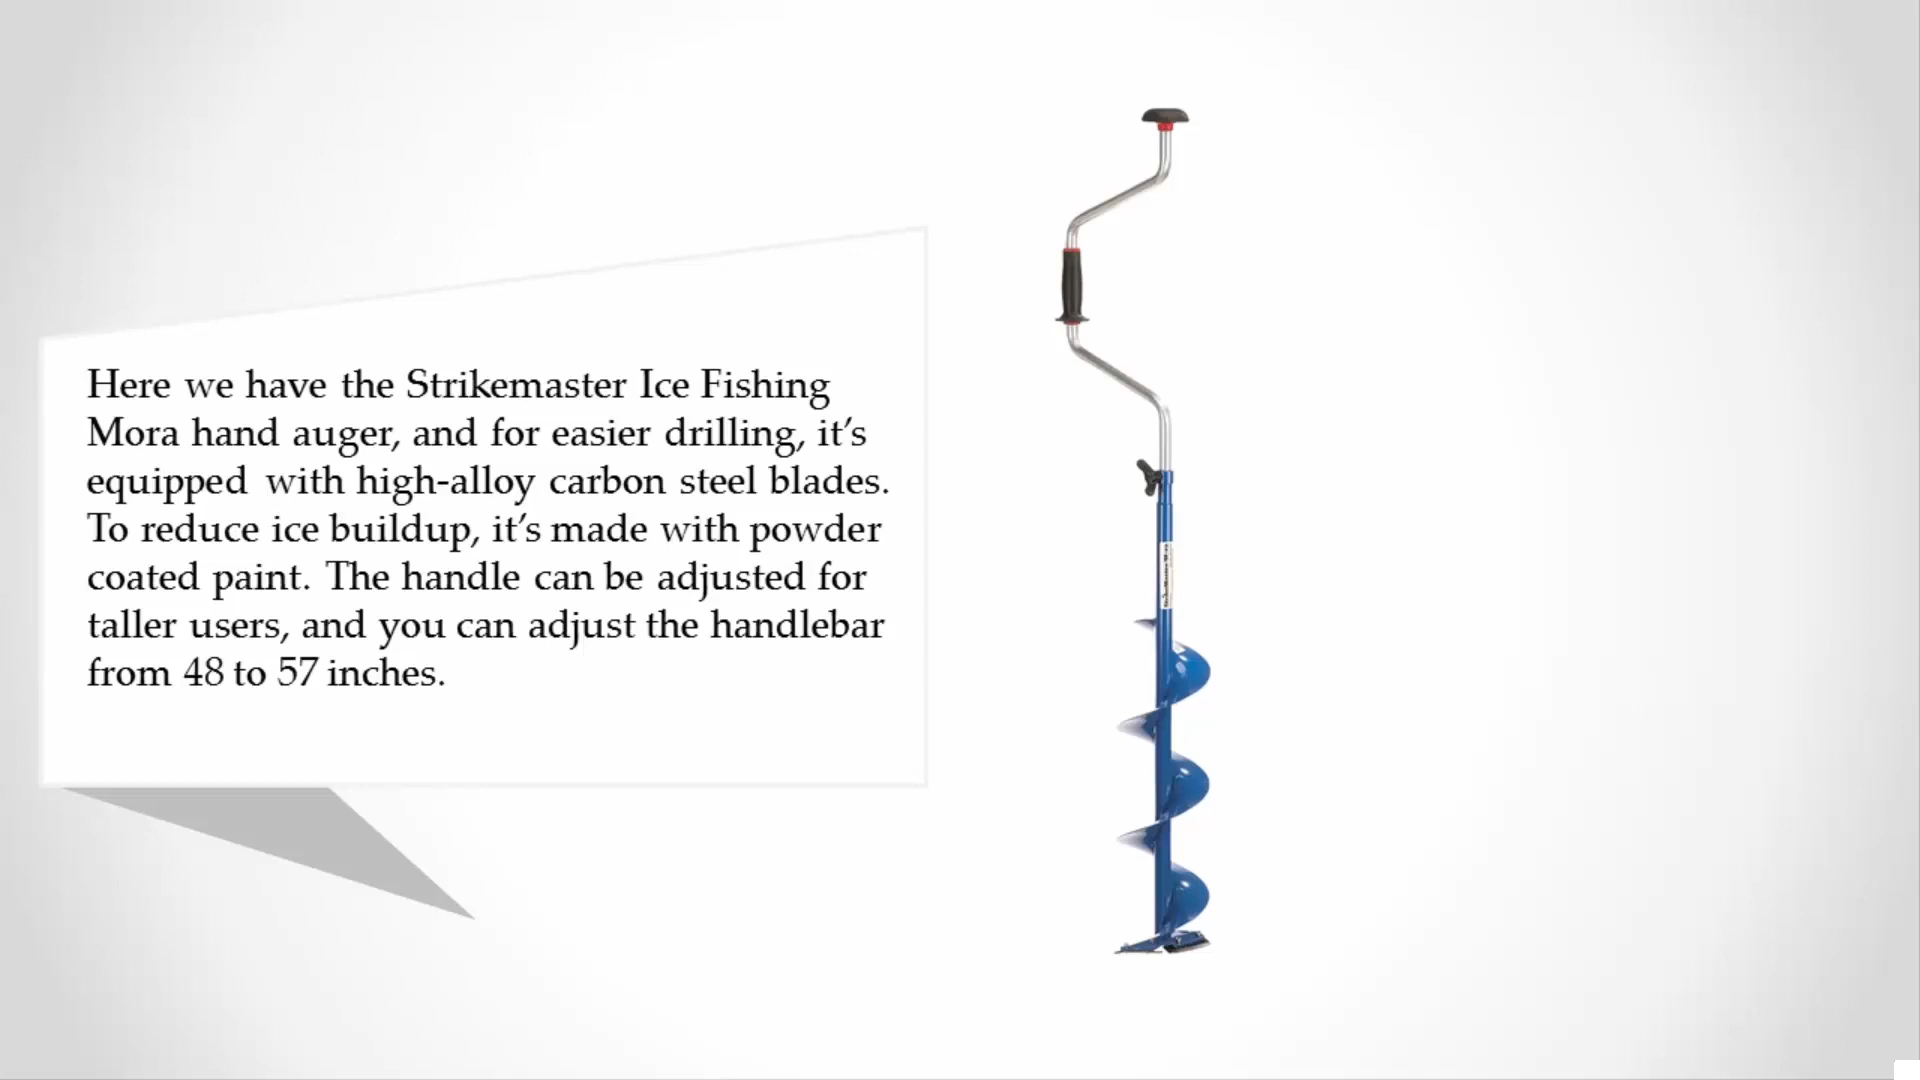 Here we have the Strikemaster Ice Fishing
Mora hand auger, and for easier drilling, it's
equipped with high-alloy carbon steel blades.
To reduce ice buildup, it's made with powder
coated paint. The handle can be adjusted for
taller users, and you can adjust the handlebar
from 48 to 57 inches.